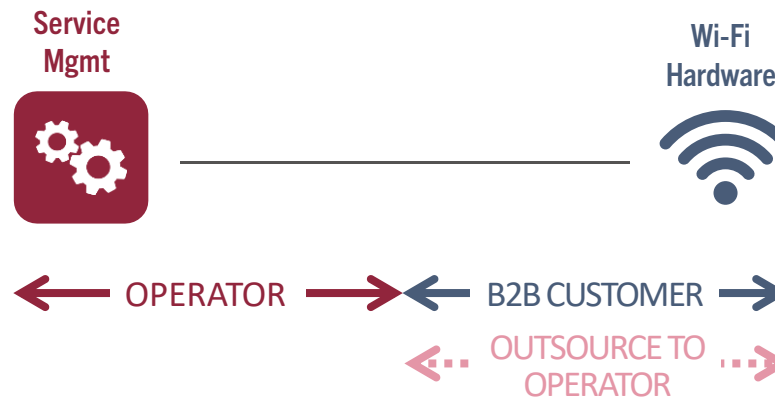 Service
Mgmt
Wi-Fi
Hardware
OPERATOR
B2B CUSTOMER
OUTSOURCE TO
OPERATOR